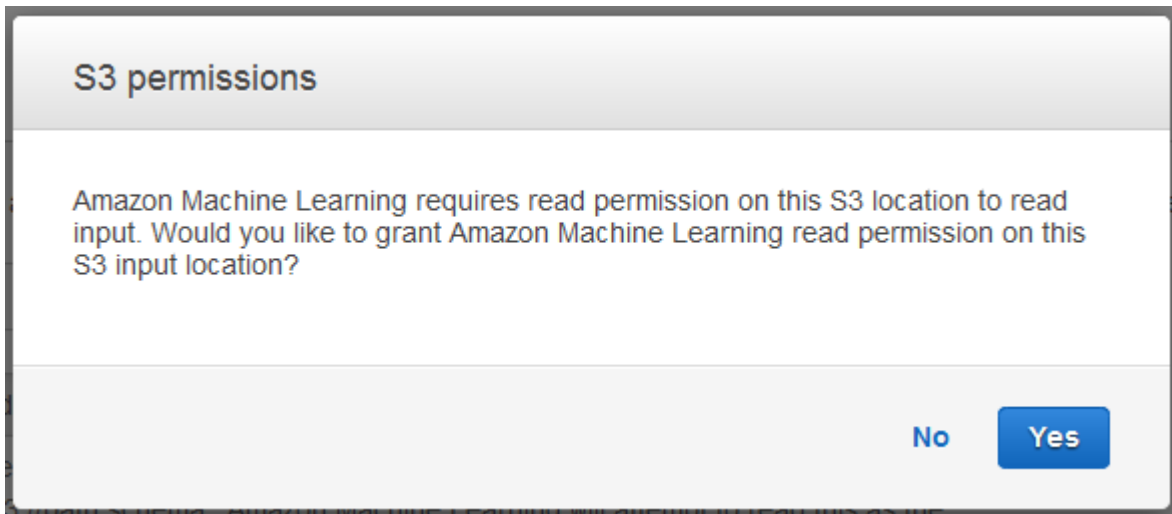 S3 permissions
Amazon Machine Learning requires read permission on this S3 location to read
input. Would you like to grant Amazon Machine Learning read permission on this
S3 input location?
No Yes